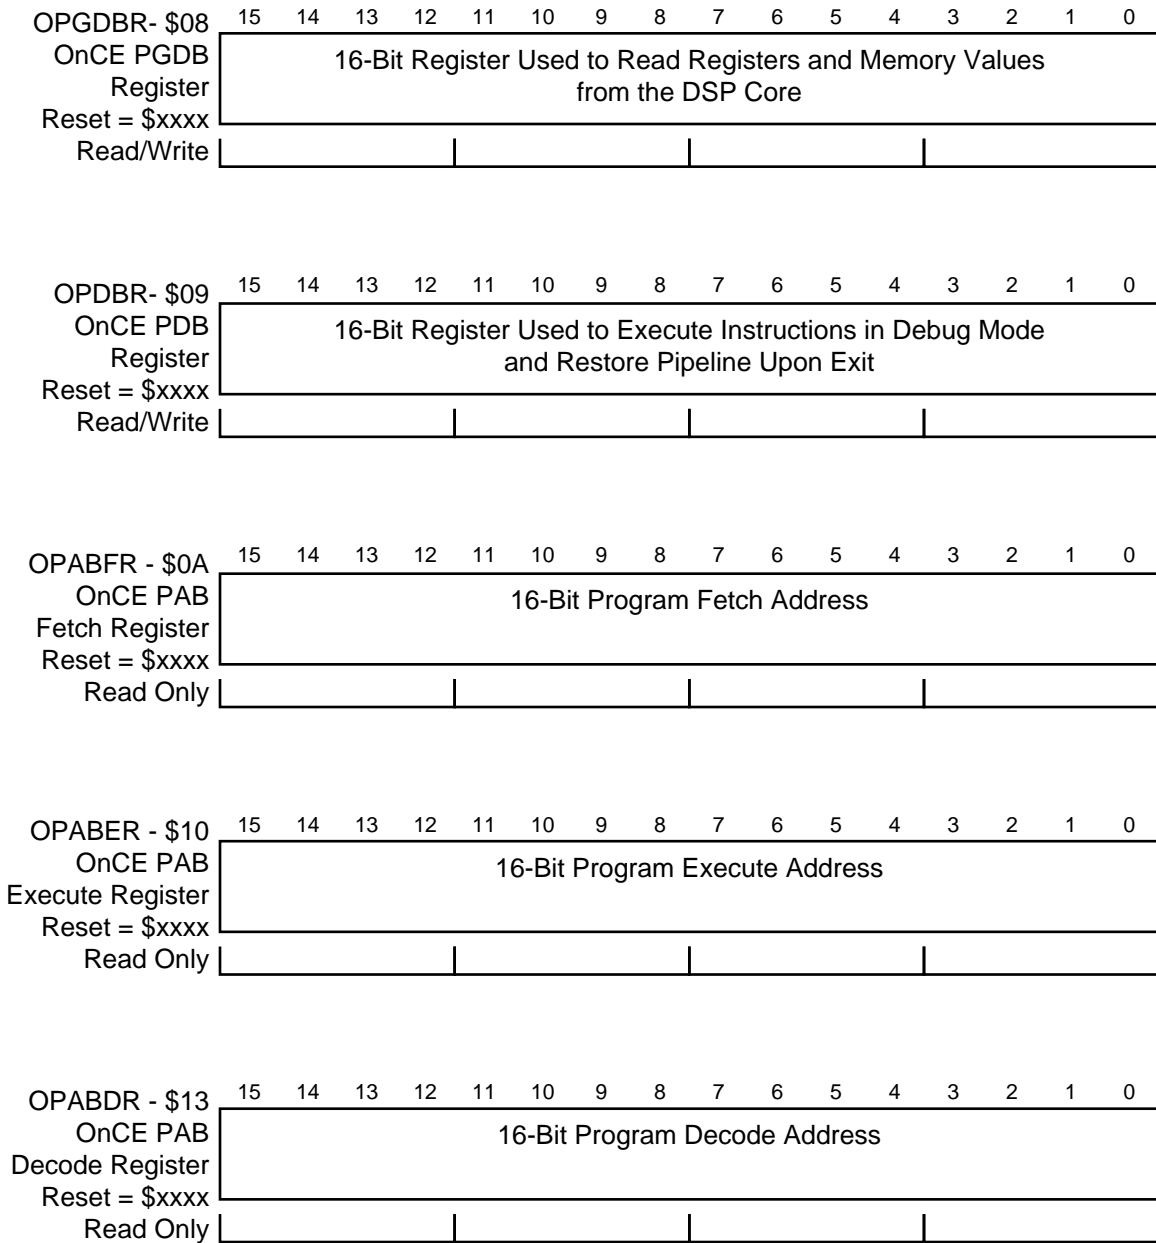 OPGDBR- $08
15 14 13 12 11 10 9 8 7 6 5 4 3 2 1 0
OnCE PGDB
Register
Reset = $xxxx
Read/Write
16-Bit Register Used to Read Registers and Memory Values
from the DSP Core
OPDBR- $09
15 14 13 12 11 10 9 8 7 6 5 4 3 2 1 0
OnCE PDB
Register
Reset = $xxxx
Read/Write
16-Bit Register Used to Execute Instructions in Debug Mode
and Restore Pipeline Upon Exit
OPABFR - $0A
15 14 13 12 11 10 9 8 7 6 5 4 3 2 1 0
OnCE PAB
Fetch Register
Reset = $xxxx
Read Only
16-Bit Program Fetch Address
OPABER - $10
15 14 13 12 11 10 9 8 7 6 5 4 3 2 1 0
OnCE PAB
Execute Register
Reset = $xxxx
Read Only
16-Bit Program Execute Address
OPABDR - $13
15 14 13 12 11 10 9 8 7 6 5 4 3 2 1 0
OnCE PAB
Decode Register
Reset = $xxxx
Read Only
16-Bit Program Decode Address